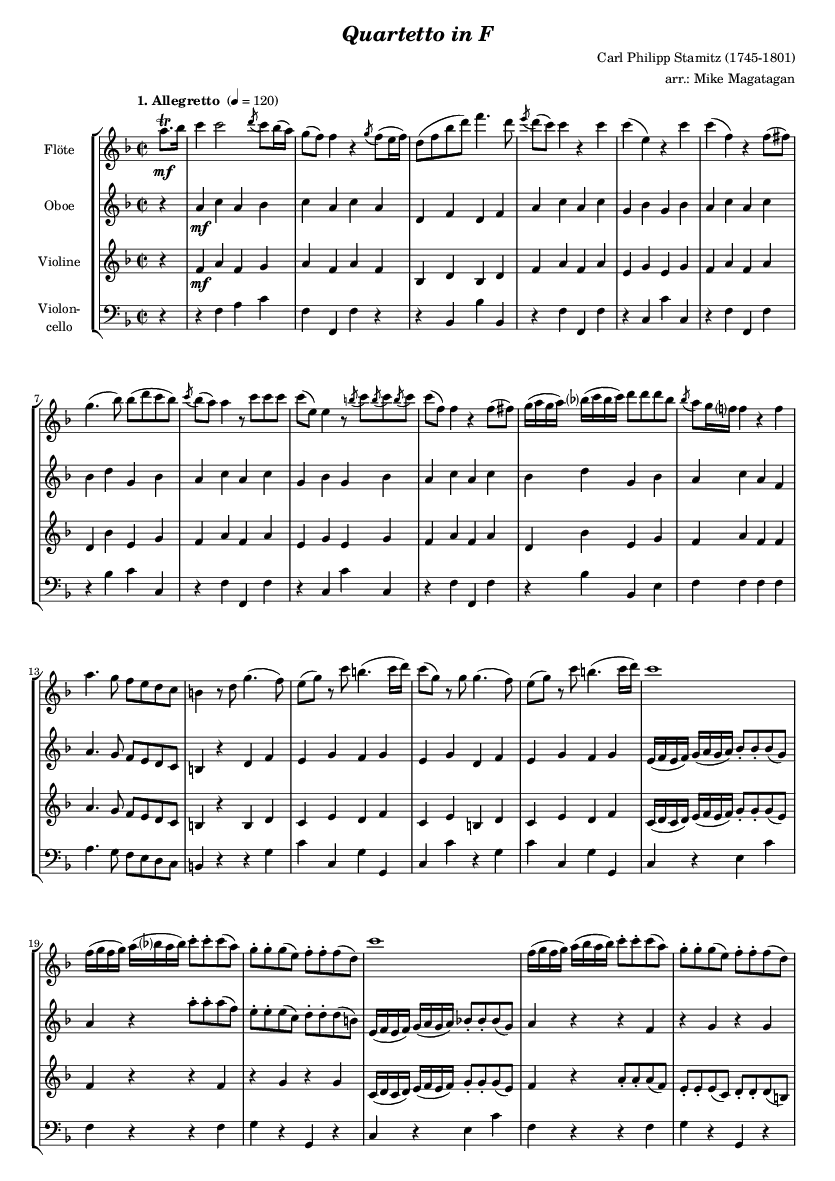 Quartetto in F
Carl Philipp Stamitz (1745-1801)
arr.: Mike Magatagan
1. Allegretto (♩ = 120)
Flöte
tr
mf
Oboe
mf
Violine
mf
Violon-
cello
7
13
19